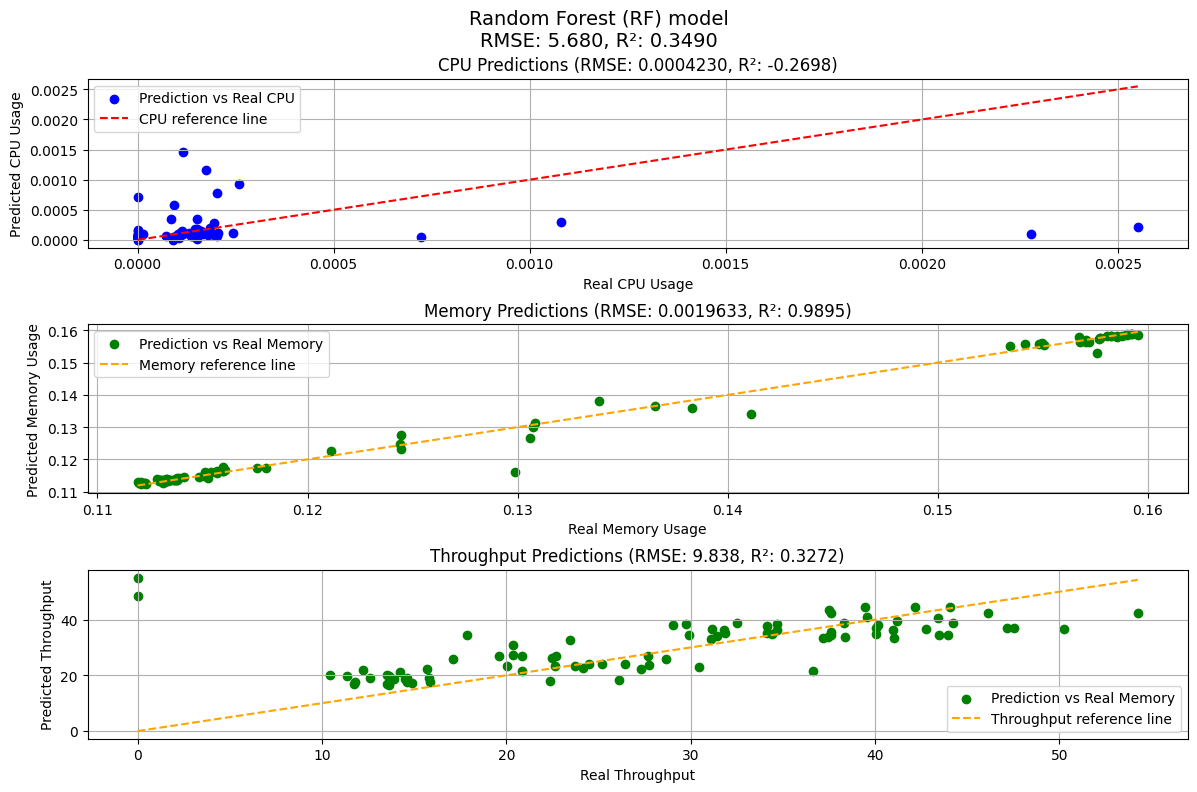 Random Forest (RF) model
RMSE: 5.680, R²: 0.3490
CPU Predictions (RMSE: 0.0004230, R²: -0.2698)
Predicted CPU Usage
0.0025
0.0020
0.0015
0.0010
0.0005
0.0000
Prediction vs Real CPU
CPU reference line
0.0000 0.0005 0.0010 0.0015 0.0020 0.0025
Real CPU Usage
Memory Predictions (RMSE: 0.0019633, R²: 0.9895)
Predicted Memory Usage
0.16
0.15
0.14
0.13
0.12
0.11
Prediction vs Real Memory
Memory reference line
0.11 0.12 0.13 0.14 0.15 0.16
Real Memory Usage
Throughput Predictions (RMSE: 9.838, R²: 0.3272)
Predicted Throughput
40
20
0
Prediction vs Real Memory
Throughput reference line
0 10 20 30 40 50
Real Throughput